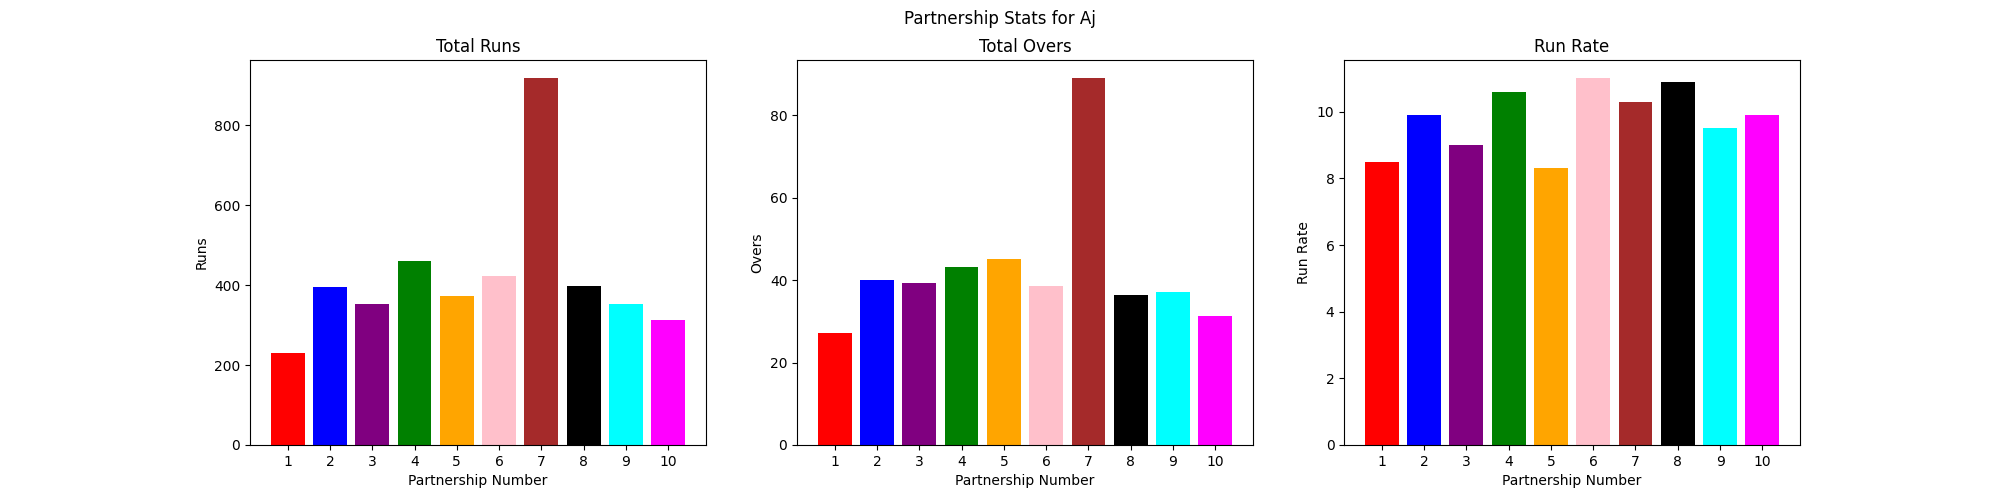 Partnership Stats for Aj
Total Runs
Runs
800
600
400
200
0
1 2 3 4 5 6 7 8 9 10
Partnership Number
Total Overs
Overs
80
60
40
20
0
1 2 3 4 5 6 7 8 9 10
Partnership Number
Run Rate
Run Rate
10
8
6
4
2
0
1 2 3 4 5 6 7 8 9 10
Partnership Number